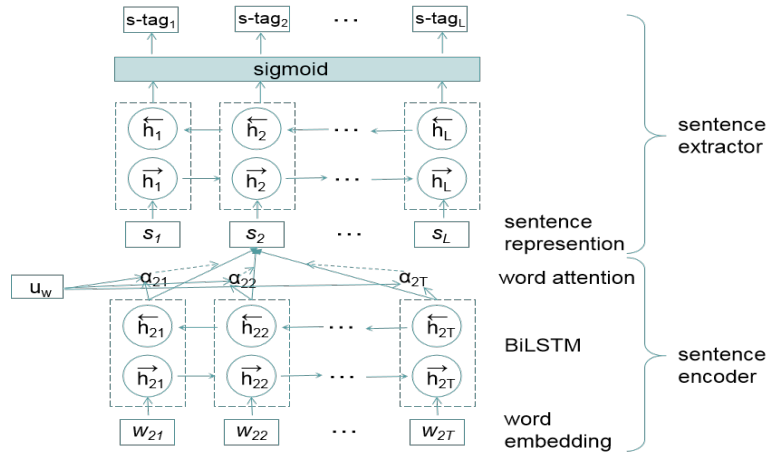 s-tag1 s-tag2 ... s-tagL
sigmoid
h1 h2 ... hL
h1 h2 ... hL
sentence
extractor
s1 s2 ... sL
sentence
represention
uw α21 α22 α2T
word attention
h21 h22 ... h2T
BiLSTM
h21 h22 ... h2T
sentence
encoder
w21 w22 ... w2T
word
embedding